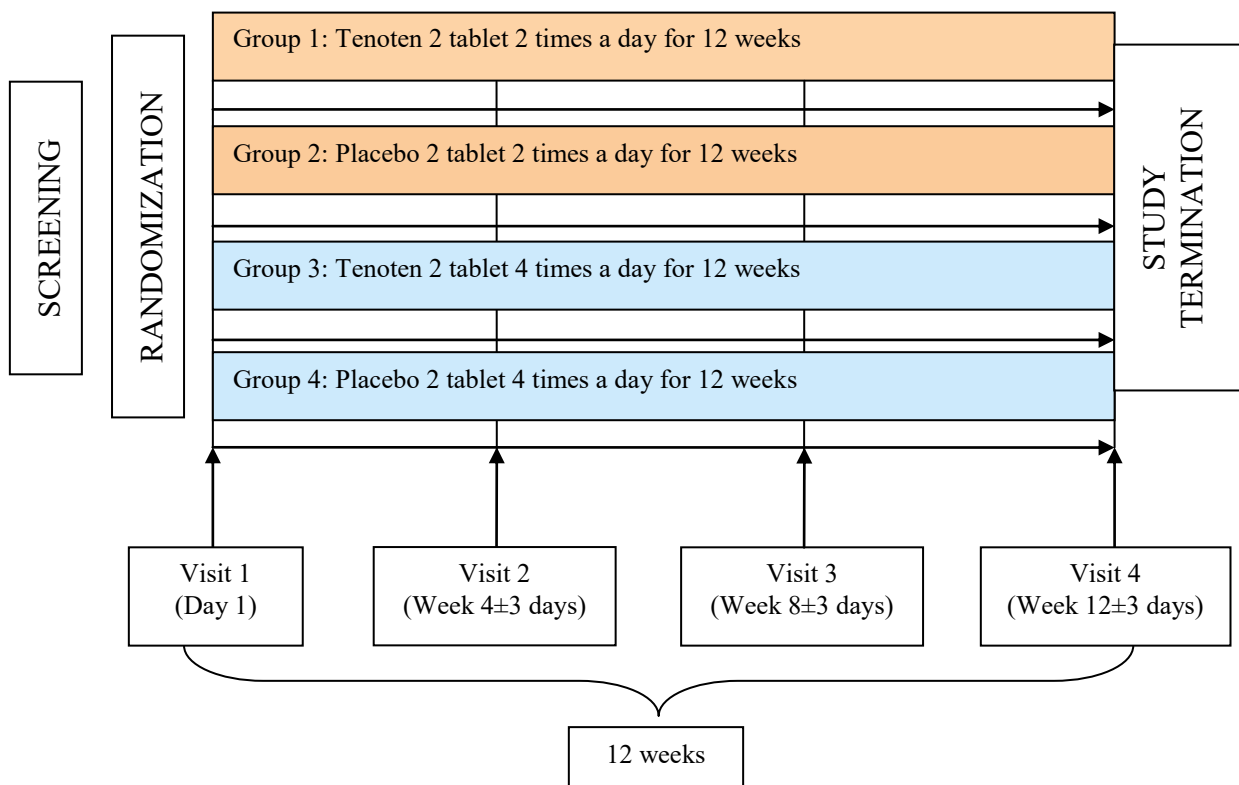 SCREENING
RANDOMIZATION
Group 1: Tenoten 2 tablet 2 times a day for 12 weeks
Group 2: Placebo 2 tablet 2 times a day for 12 weeks
Group 3: Tenoten 2 tablet 4 times a day for 12 weeks
Group 4: Placebo 2 tablet 4 times a day for 12 weeks
STUDY
TERMINATION
Visit 1
(Day 1)
Visit 2
(Week 4±3 days)
Visit 3
(Week 8±3 days)
Visit 4
(Week 12±3 days)
12 weeks